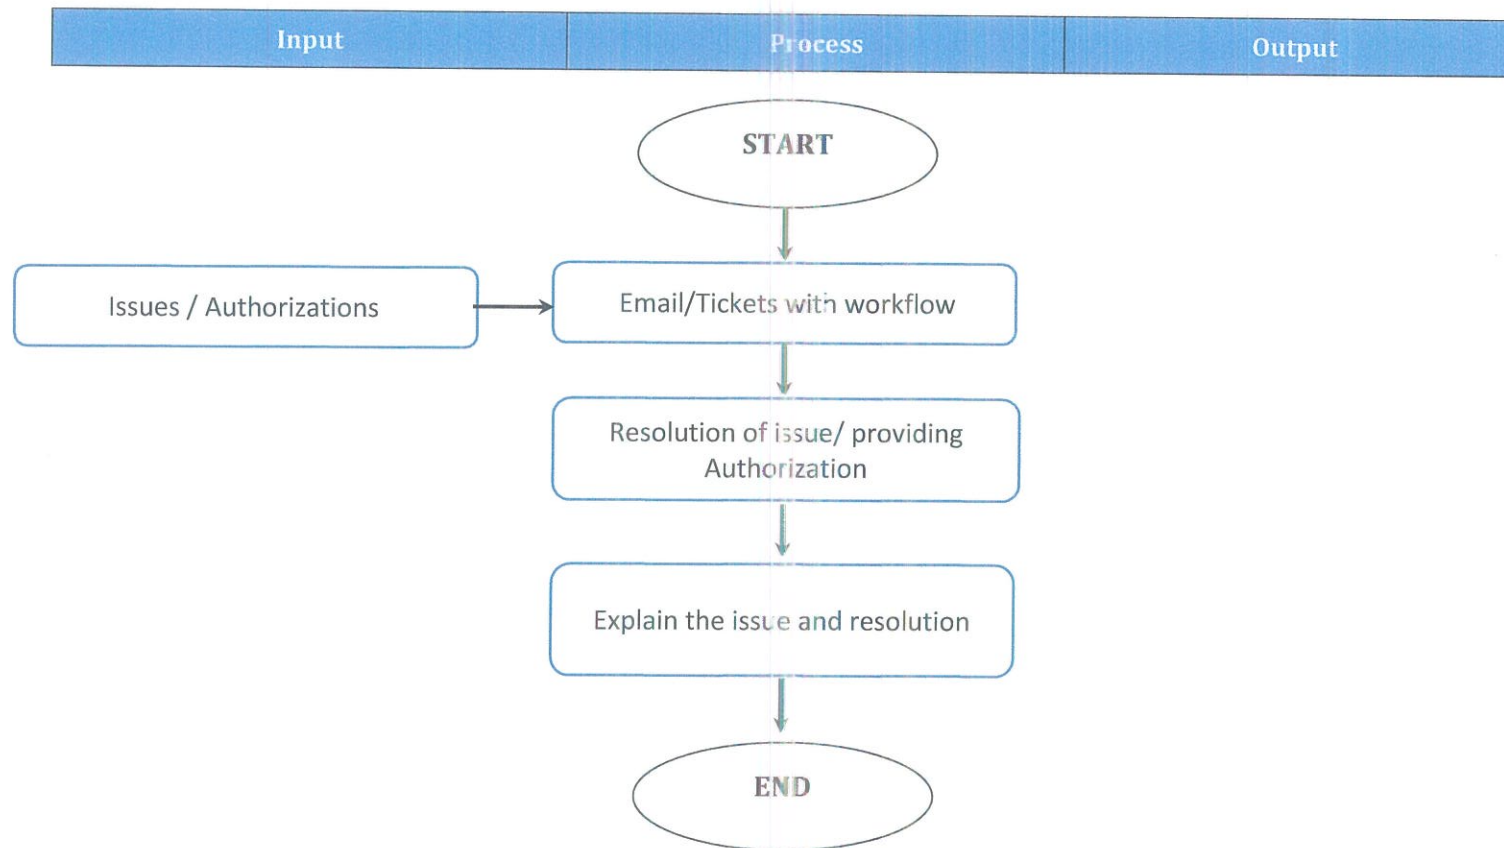 Input
Process
Output
START
Issues / Authorizations
Email/Tickets with workflow
Resolution of issue/ providing
Authorization
Explain the issue and resolution
END